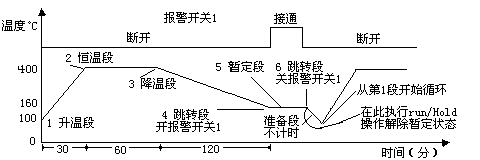 报警开关1
接通
温度℃
断开
断开
2 恒温段
5 暂定段
6 跳转段
关报警开关1
400
3 降温段
从第1段开始循环
160
4 跳转段
开报警开关1
准备段
不计时
在此执行run/Hold
操作解除暂定状态
100
1 升温段
0
30
60
120
时间(分)